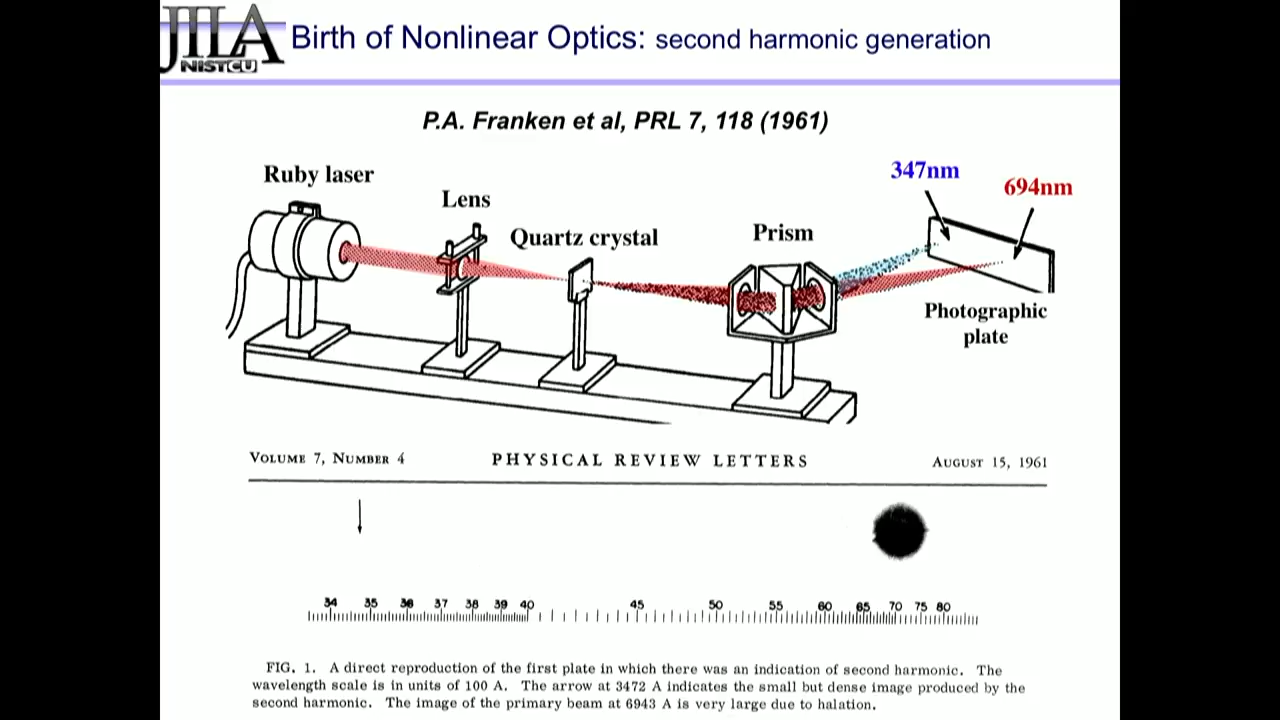 JILA
NIST CU
Birth of Nonlinear Optics: second harmonic generation
P.A. Franken et al, PRL 7, 118 (1961)
Ruby laser
Lens
Quartz crystal
Prism
347nm
694nm
Photographic
plate
VOLUME 7, NUMBER 4 PHYSICAL REVIEW LETTERS AUGUST 15, 1961
34 35 36 37 38 39 40 45 50 55 60 65 70 75 80
FIG. 1. A direct reproduction of the first plate in which there was an indication of second harmonic. The
wavelength scale is in units of 100 A. The arrow at 3472 A indicates the small but dense image produced by the
second harmonic. The image of the primary beam at 6943 A is very large due to halation.